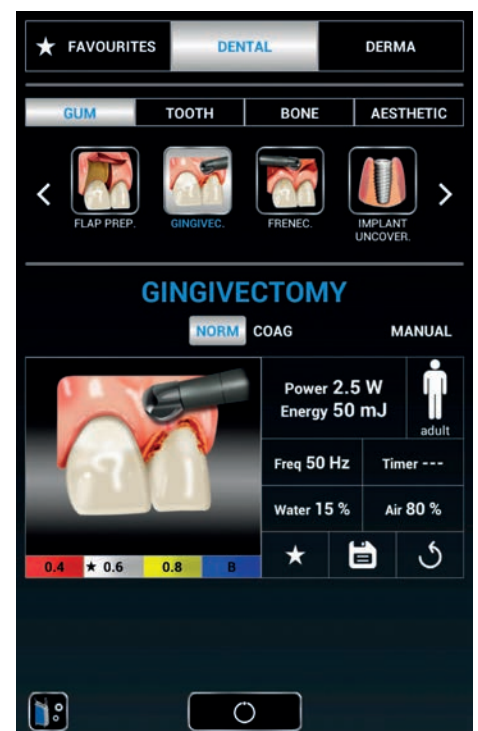 ★ FAVOURITES DENTAL DERMA
GUM TOOTH BONE AESTHETIC
FLAP PREP. GINGIVEC. FRENEC. IMPLANT
UNCOVER.
GINGIVECTOMY
NORM COAG MANUAL
Power 2.5 W
Energy 50 mJ
adult
Freq 50 Hz Timer ---
Water 15 % Air 80 %
0.4 ★ 0.6 0.8 B